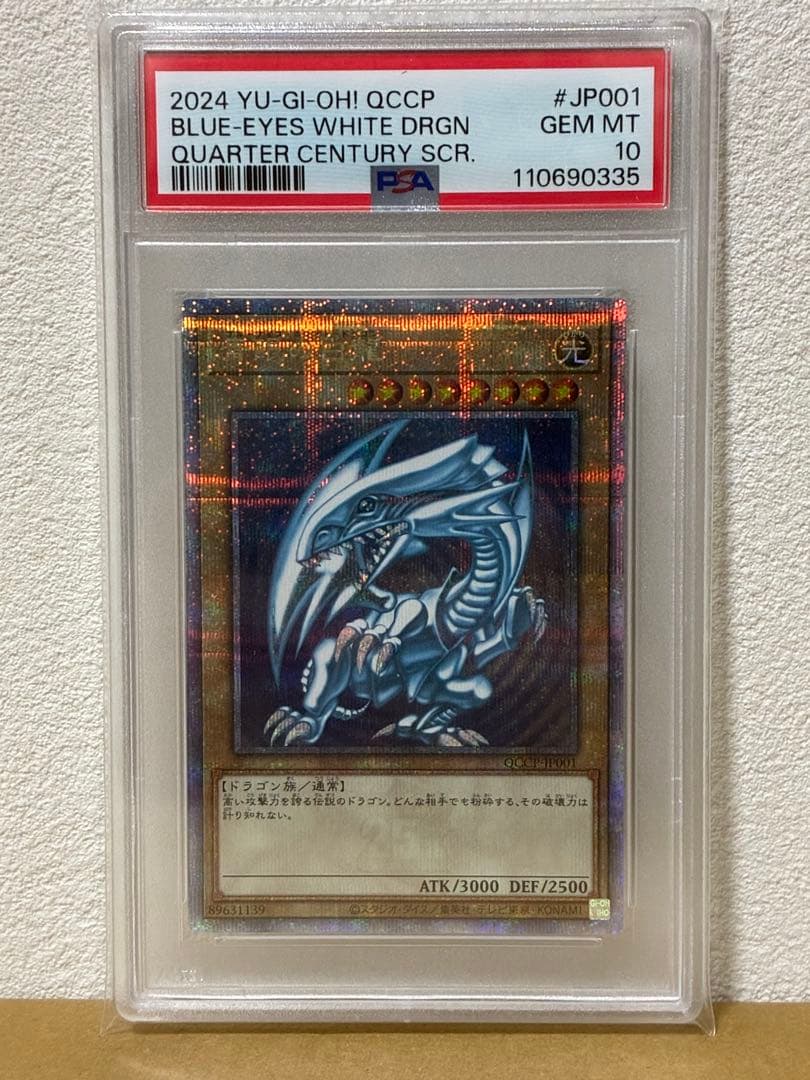 2024 YU-GI-OH! QCCP #JP001
BLUE-EYES WHITE DRGN GEM MT
QUARTER CENTURY SCR. 10
PSA 110690335
光
QCCP-JP001
【ドラゴン族/通常】
高い攻撃力を誇る伝説のドラゴン。どんな相手でも粉砕する、その破壊力は
計り知れない。
ATK/3000 DEF/2500
89631139 ©スタジオ・ダイス/集英社・テレビ東京・KONAMI